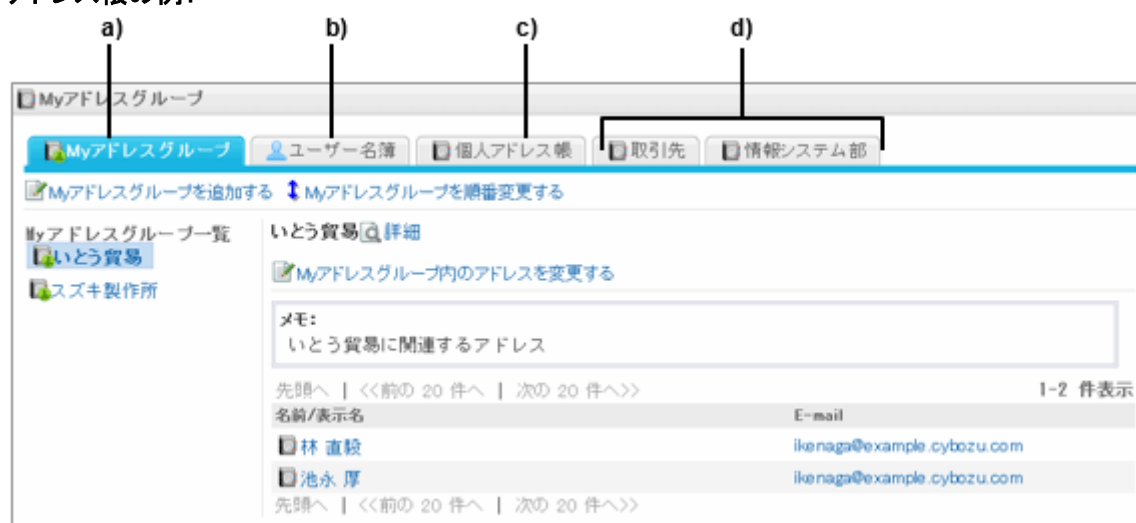 a) b) c) d)
Myアドレスグループ
Myアドレスグループ ユーザー名簿 個人アドレス帳 取引先 情報システム部
Myアドレスグループを追加する Myアドレスグループを順番変更する
Myアドレスグループ一覧 いとう貿易 詳細
いとう貿易
Myアドレスグループ内のアドレスを変更する
スズキ製作所
メモ:
いとう貿易に関連するアドレス
先頭へ | <<前の 20 件へ | 次の 20 件へ>> 1-2 件表示
名前/表示名 E-mail
林 直毅 ikenaga@example.cybozu.com
池永 厚 ikenaga@example.cybozu.com
先頭へ | <<前の 20 件へ | 次の 20 件へ>>